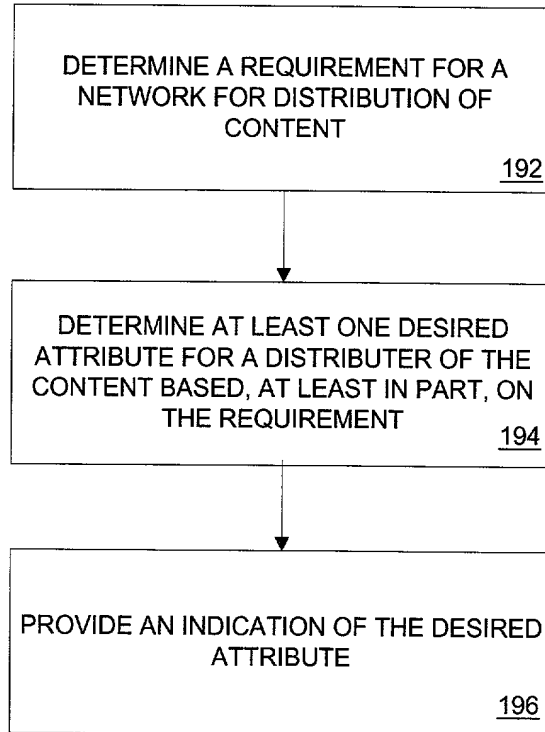 DETERMINE A REQUIREMENT FOR A
NETWORK FOR DISTRIBUTION OF
CONTENT
192
DETERMINE AT LEAST ONE DESIRED
ATTRIBUTE FOR A DISTRIBUTER OF THE
CONTENT BASED, AT LEAST IN PART, ON
THE REQUIREMENT
194
PROVIDE AN INDICATION OF THE DESIRED
ATTRIBUTE
196